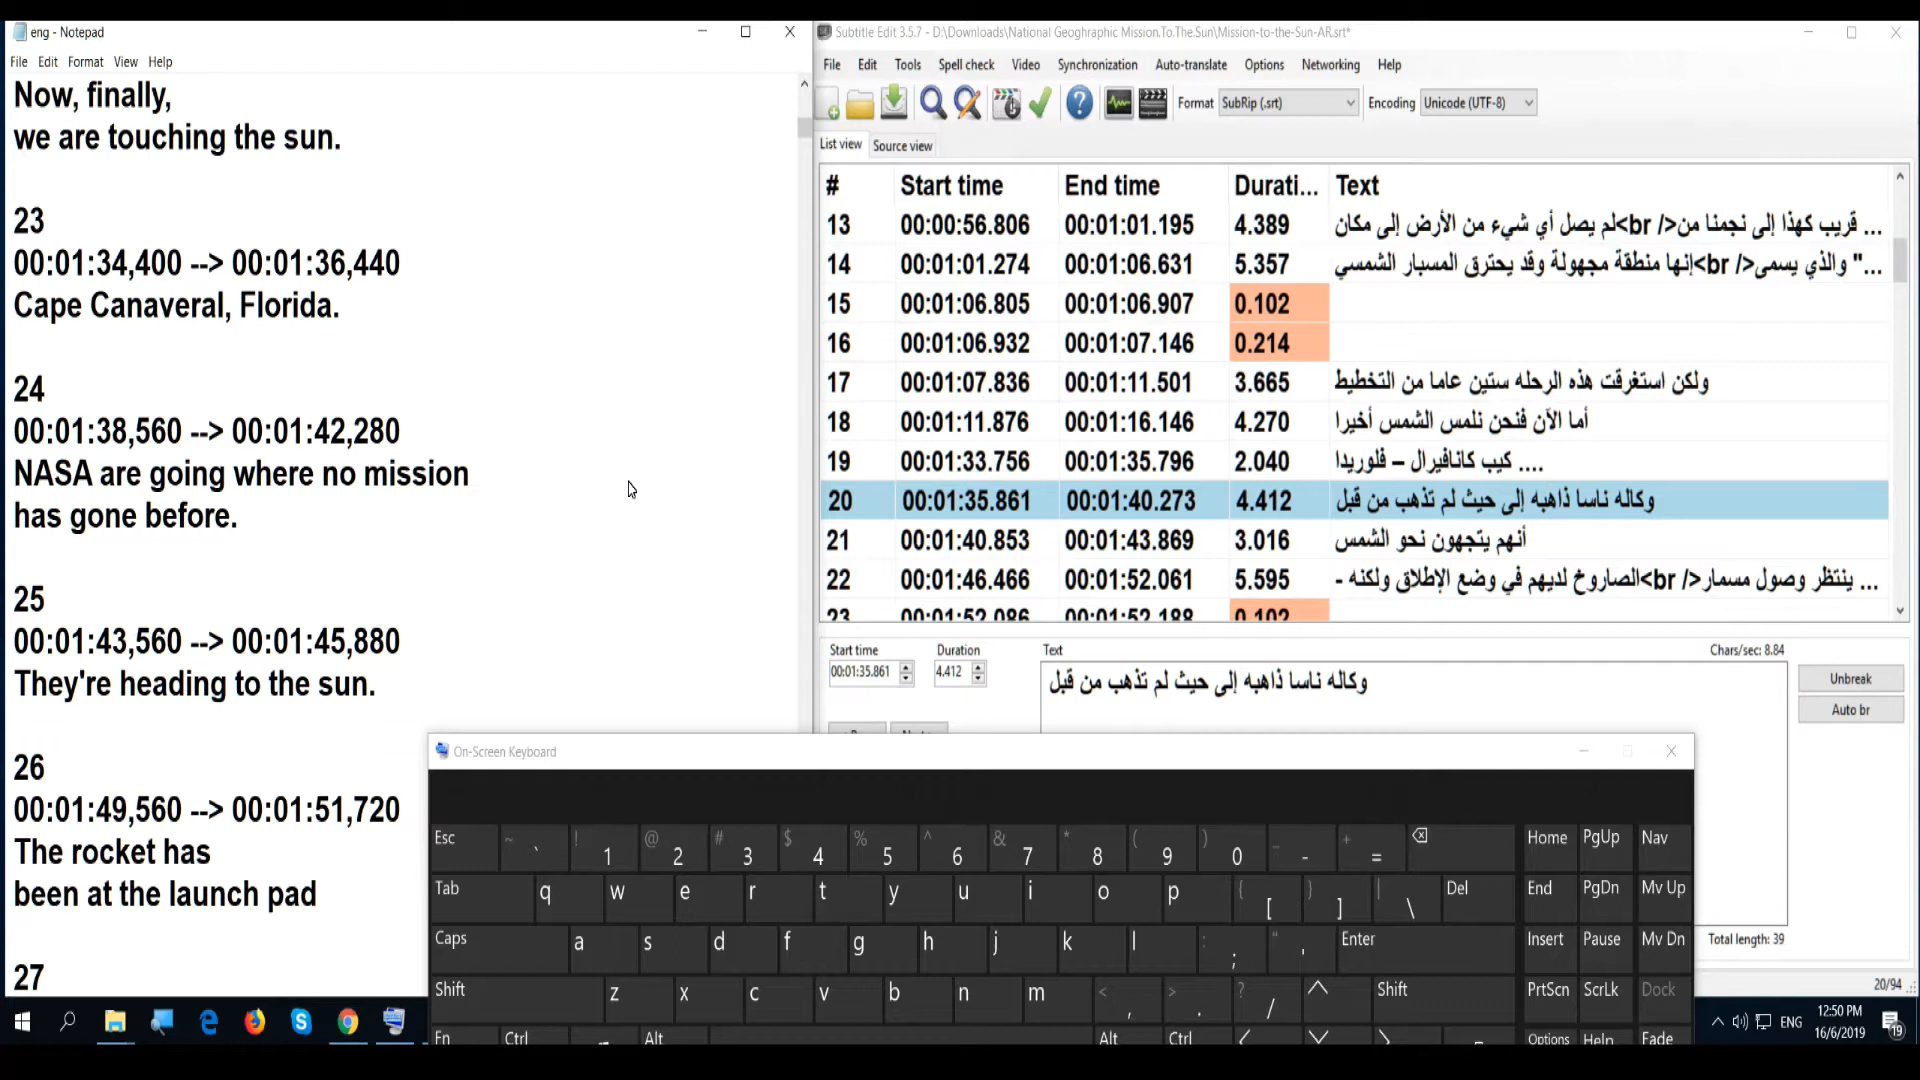 eng - Notepad
File Edit Format View Help
Now, finally,
we are touching the sun.
23
00:01:34,400 --> 00:01:36,440
Cape Canaveral, Florida.
24
00:01:38,560 --> 00:01:42,280
NASA are going where no mission
has gone before.
25
00:01:43,560 --> 00:01:45,880
They're heading to the sun.
26
00:01:49,560 --> 00:01:51,720
The rocket has
been at the launch pad
27
Subtitle Edit 3.5.7 - D:\Downloads\National Geoghraphic Mission.To.The.Sun\Mission-to-the-Sun-AR.srt*
File Edit Tools Spell check Video Synchronization Auto-translate Options Networking Help
Format SubRip (.srt) Encoding Unicode (UTF-8)
List view Source view
# Start time End time Durati... Text
13 00:00:56.806 00:01:01.195 4.389 لم يصل أي شيء من الأرض إلى مكان<br />قريب كهذا إلى نجمنا من ...
14 00:01:01.274 00:01:06.631 5.357 إنها منطقة مجهولة وقد يحترق المسبار الشمسي<br />والذي يسمى "...
15 00:01:06.805 00:01:06.907 0.102
16 00:01:06.932 00:01:07.146 0.214
17 00:01:07.836 00:01:11.501 3.665 ولكن استغرقت هذه الرحله ستين عاما من التخطيط
18 00:01:11.876 00:01:16.146 4.270 أما الآن فنحن نلمس الشمس أخيرا
19 00:01:33.756 00:01:35.796 2.040 كيب كانافيرال – فلوريدا ....
20 00:01:35.861 00:01:40.273 4.412 وكاله ناسا ذاهبه إلى حيث لم تذهب من قبل
21 00:01:40.853 00:01:43.869 3.016 أنهم يتجهون نحو الشمس
22 00:01:46.466 00:01:52.061 5.595 - الصاروخ لديهم في وضع الإطلاق ولكنه<br />ينتظر وصول مسمار ...
23 00:01:52.086 00:01:52.188 0.102
Start time Duration Text Chars/sec: 8.84
00:01:35.861 4.412
وكاله ناسا ذاهبه إلى حيث لم تذهب من قبل
Unbreak
Auto br
Total length: 39
20/94
On-Screen Keyboard
Esc ~ ` ! 1 @ 2 # 3 $ 4 % 5 ^ 6 & 7 * 8 ( 9 ) 0 _ - + = Home PgUp Nav
Tab q w e r t y u i o p { [ } ] | \ Del End PgDn Mv Up
Caps a s d f g h j k l : ; " ' Enter Insert Pause Mv Dn
Shift z x c v b n m < , > . ? / Shift PrtScn ScrLk Dock
Fn Ctrl Alt Alt Ctrl Options Help Fade
ENG
12:50 PM
16/6/2019
19